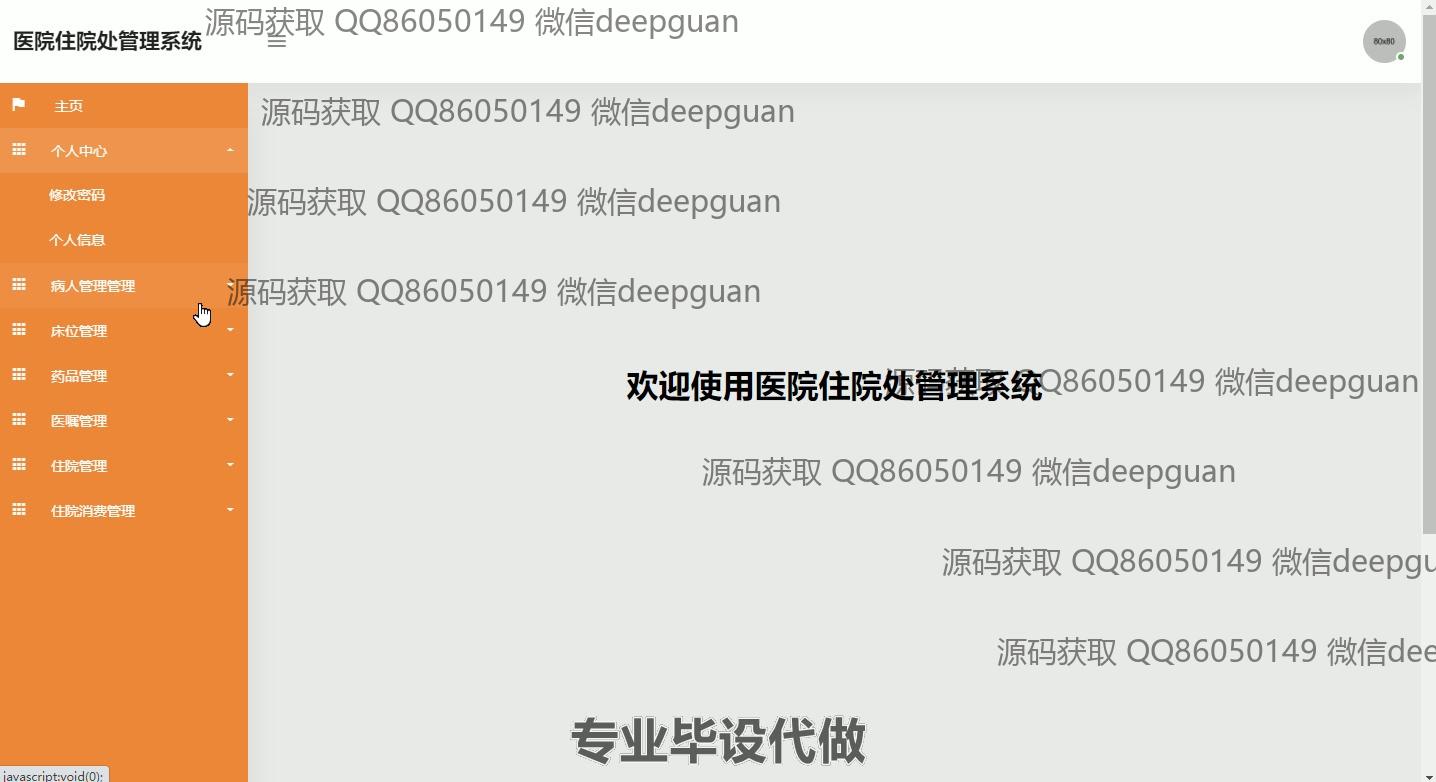 源码获取 QQ86050149 微信deepguan
医院住院处管理系统
80x80
主页
源码获取 QQ86050149 微信deepguan
个人中心
修改密码
源码获取 QQ86050149 微信deepguan
个人信息
病人管理管理
源码获取 QQ86050149 微信deepguan
床位管理
药品管理
欢迎使用医院住院处管理系统
源码获取 QQ86050149 微信deepguan
医嘱管理
住院管理
源码获取 QQ86050149 微信deepguan
住院消费管理
源码获取 QQ86050149 微信deepgu
源码获取 QQ86050149 微信dee
专业毕设代做
javascript:void(0);